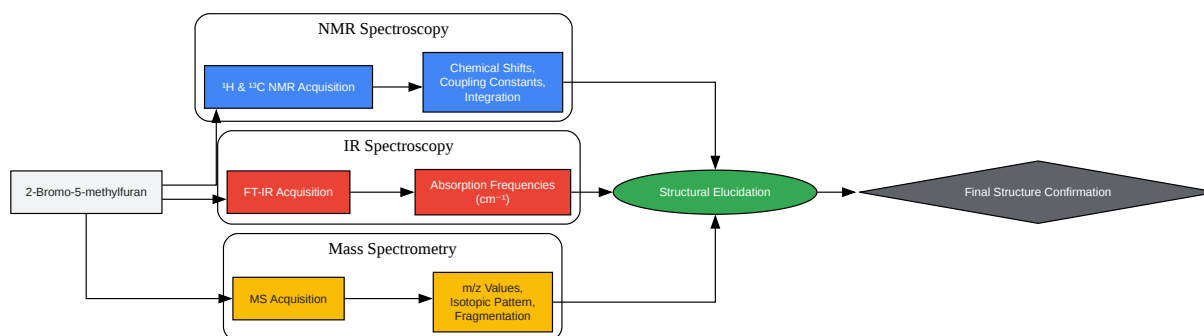 NMR Spectroscopy
¹H & ¹³C NMR Acquisition
Chemical Shifts,
Coupling Constants,
Integration
IR Spectroscopy
2-Bromo-5-methylfuran
FT-IR Acquisition
Absorption Frequencies
(cm⁻¹)
Structural Elucidation
Final Structure Confirmation
Mass Spectrometry
MS Acquisition
m/z Values,
Isotopic Pattern,
Fragmentation